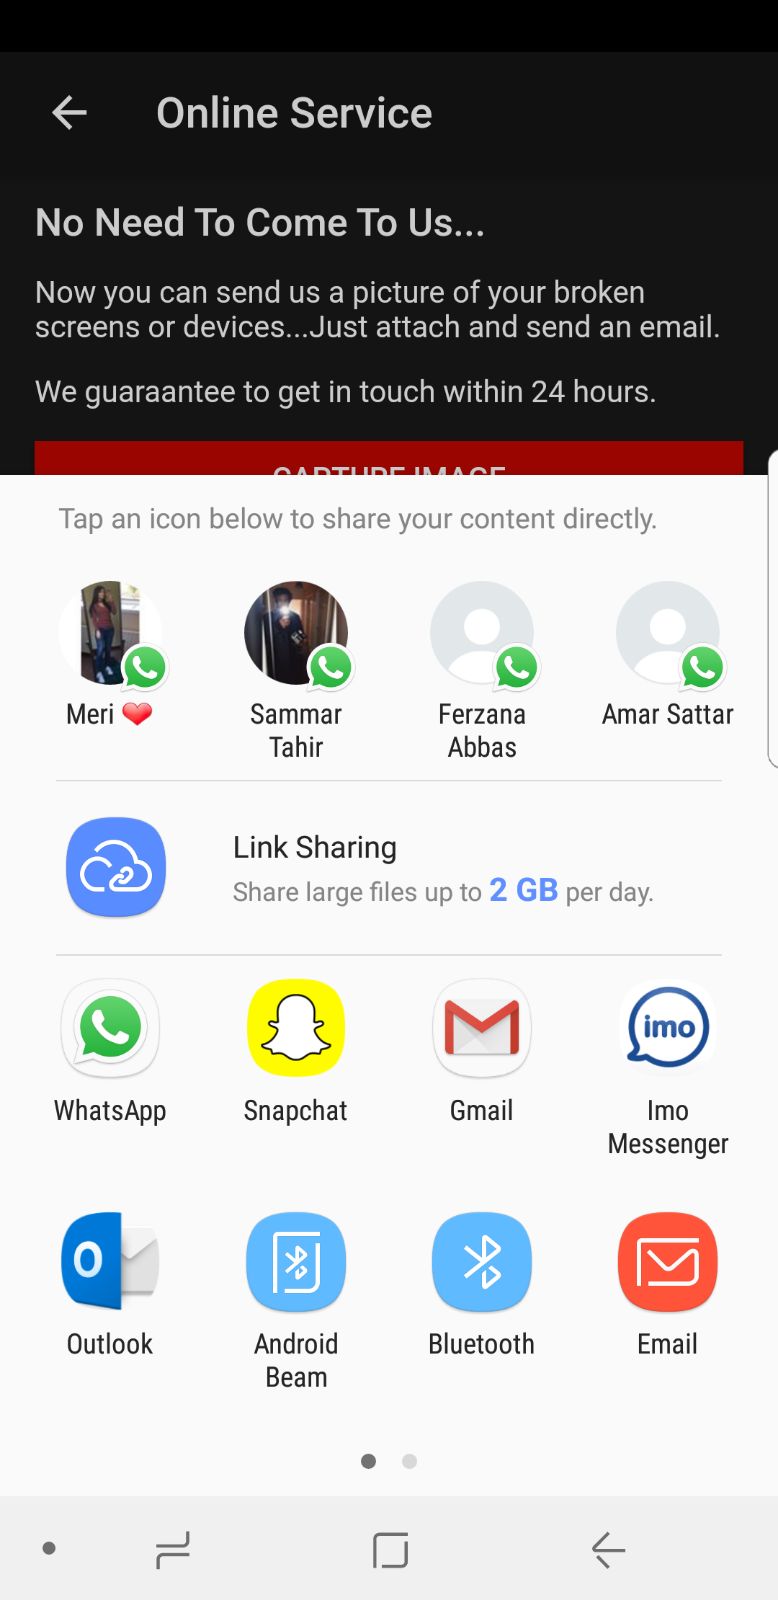 Online Service
No Need To Come To Us...
Now you can send us a picture of your broken
screens or devices...Just attach and send an email.
We guaraantee to get in touch within 24 hours.
CAPTURE IMAGE
Tap an icon below to share your content directly.
Meri ❤
Sammar
Tahir
Ferzana
Abbas
Amar Sattar
Link Sharing
Share large files up to 2 GB per day.
imo
WhatsApp
Snapchat
Gmail
Imo
Messenger
O
Outlook
Android
Beam
Bluetooth
Email